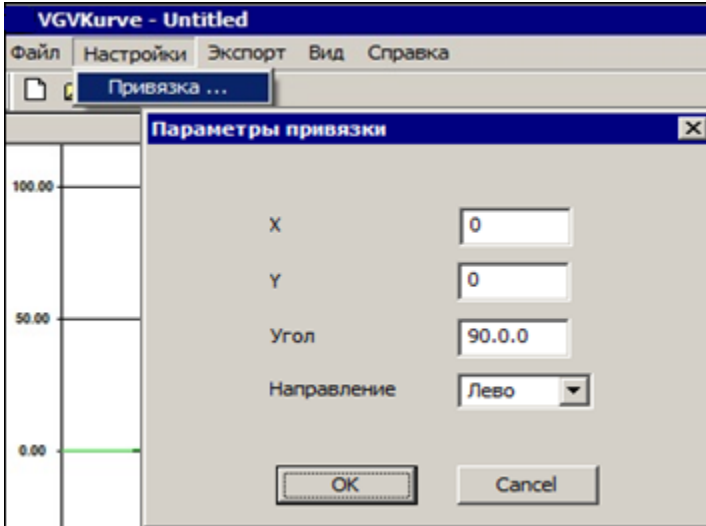 VGVKurve - Untitled
Файл Настройки Экспорт Вид Справка
Привязка ...
Параметры привязки
100.00
X 0
Y 0
50.00
Угол 90.0.0
Направление Лево
0.00
OK Cancel